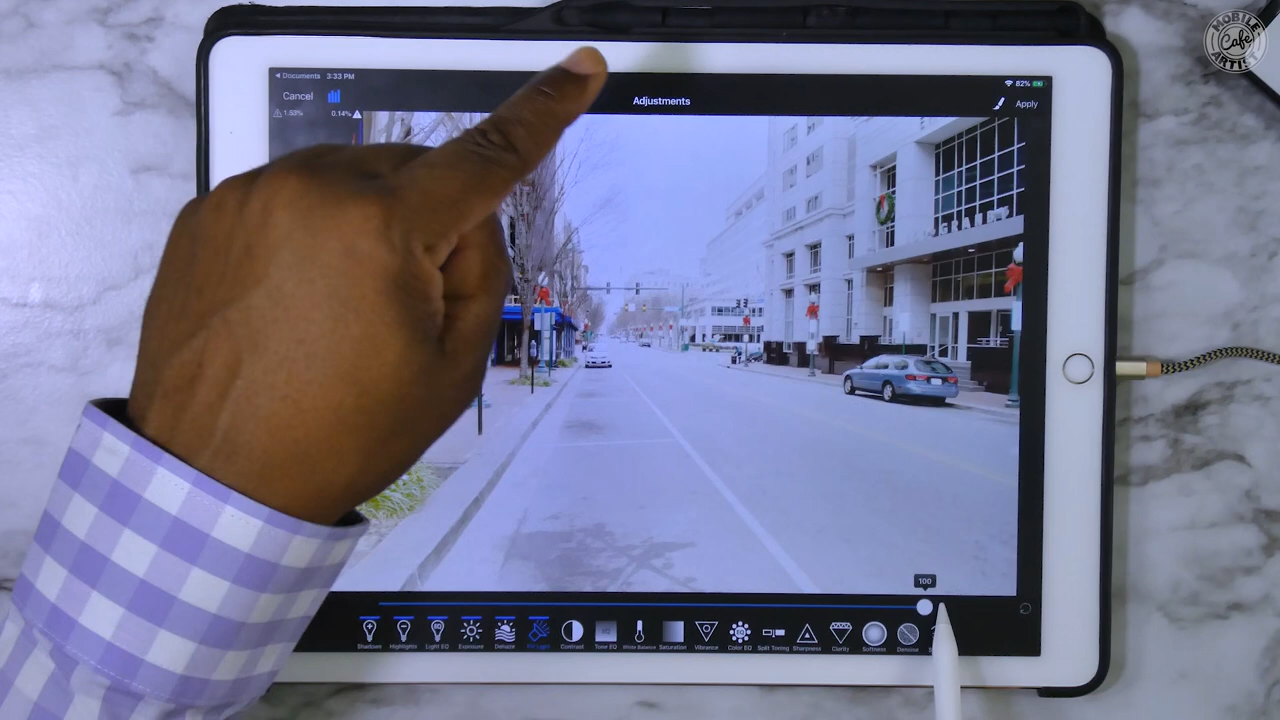 MOBILE
Cafe
ARTIST
Documents 3:33 PM
82%
Cancel
Adjustments
Apply
1.53%
0.14%
100
Shadows Highlights Light EQ Exposure Dehaze Fill Light Contrast Tone EQ White Balance Saturation Vibrance Color EQ Split Toning Sharpness Clarity Softness Denoise